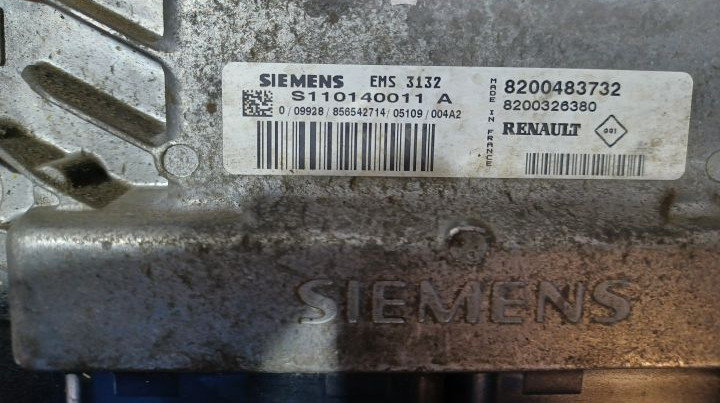 SIEMENS EMS 3132
S110140011 A
0 / 09928 / 856542714 / 05109 / 004A2
MADE IN FRANCE
8200483732
8200326380
RENAULT
SIEMENS